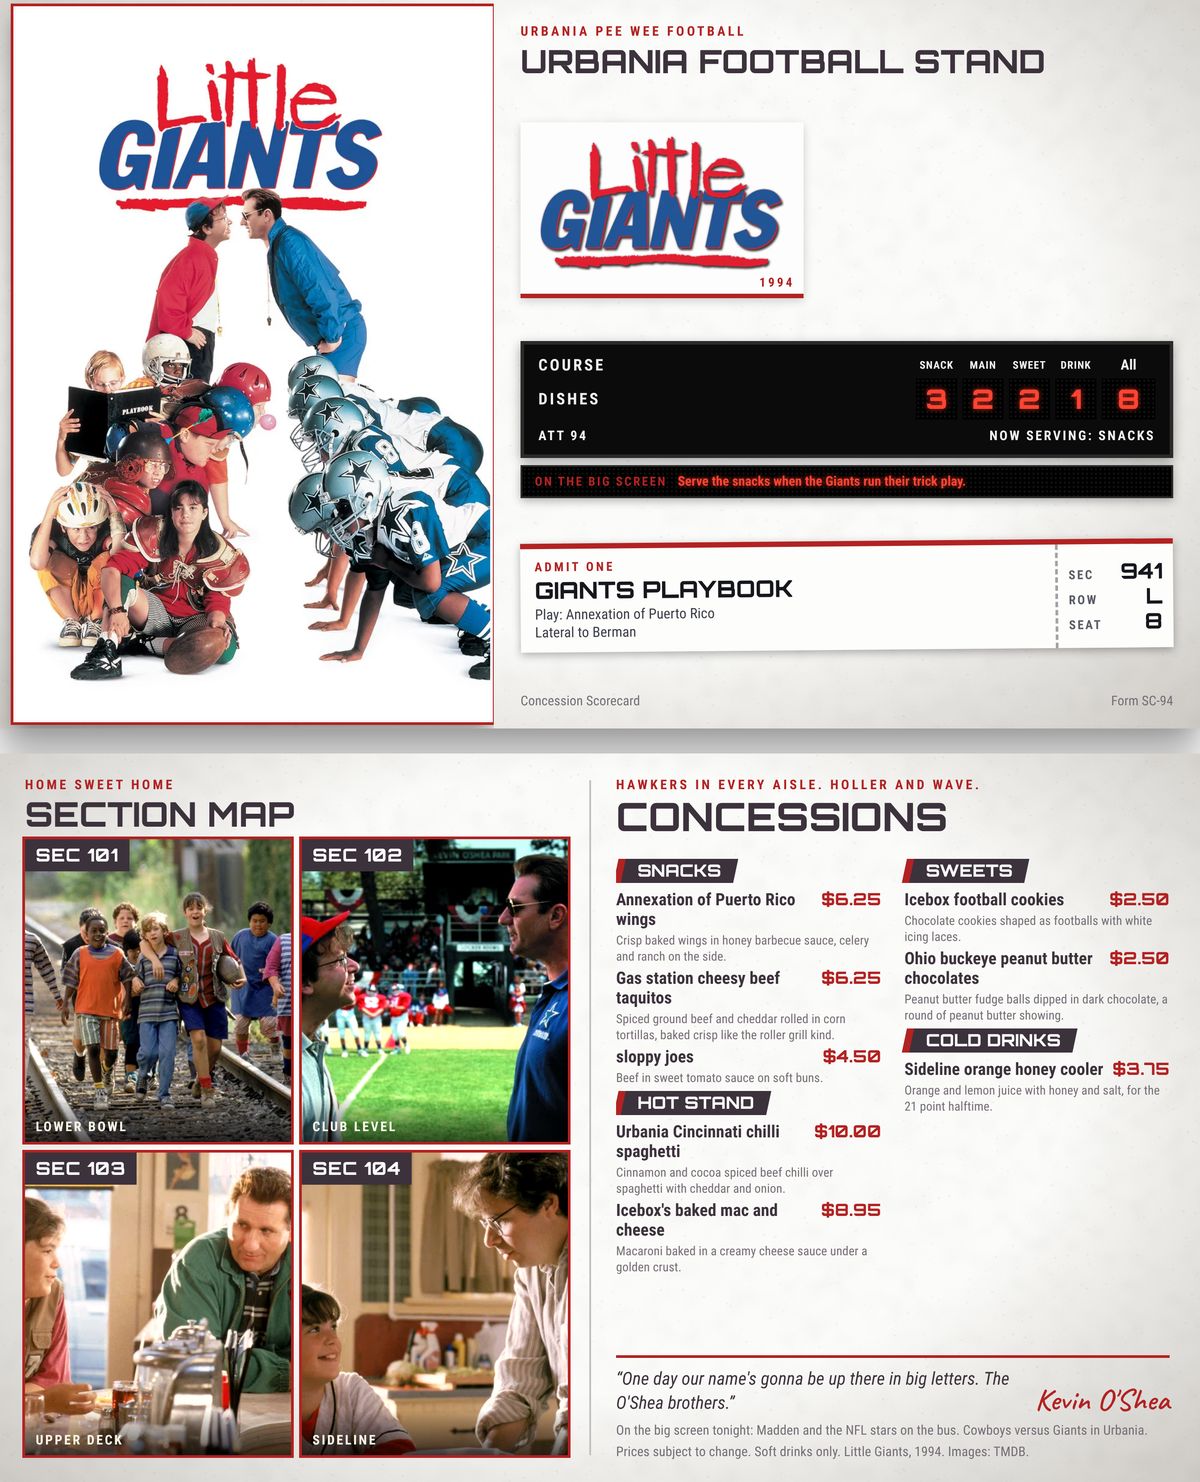 Little
GIANTS
PLAYBOOK
URBANIA PEE WEE FOOTBALL
URBANIA FOOTBALL STAND
Little
GIANTS
1994
COURSE SNACK MAIN SWEET DRINK All
DISHES 3 2 2 1 8
ATT 94 NOW SERVING: SNACKS
ON THE BIG SCREEN Serve the snacks when the Giants run their trick play.
ADMIT ONE
GIANTS PLAYBOOK
Play: Annexation of Puerto Rico
Lateral to Berman
SEC 941
ROW L
SEAT 8
Concession Scorecard Form SC-94
HOME SWEET HOME
SECTION MAP
SEC 101
LOWER BOWL
SEC 102
KEVIN O'SHEA PARK
CLUB LEVEL
SEC 103
UPPER DECK
SEC 104
SIDELINE
HAWKERS IN EVERY AISLE. HOLLER AND WAVE.
CONCESSIONS
SNACKS
Annexation of Puerto Rico $6.25
wings
Crisp baked wings in honey barbecue sauce, celery
and ranch on the side.
Gas station cheesy beef $6.25
taquitos
Spiced ground beef and cheddar rolled in corn
tortillas, baked crisp like the roller grill kind.
sloppy joes $4.50
Beef in sweet tomato sauce on soft buns.
HOT STAND
Urbania Cincinnati chilli $10.00
spaghetti
Cinnamon and cocoa spiced beef chilli over
spaghetti with cheddar and onion.
Icebox's baked mac and $8.95
cheese
Macaroni baked in a creamy cheese sauce under a
golden crust.
SWEETS
Icebox football cookies $2.50
Chocolate cookies shaped as footballs with white
icing laces.
Ohio buckeye peanut butter $2.50
chocolates
Peanut butter fudge balls dipped in dark chocolate, a
round of peanut butter showing.
COLD DRINKS
Sideline orange honey cooler $3.75
Orange and lemon juice with honey and salt, for the
21 point halftime.
“One day our name's gonna be up there in big letters. The
O'Shea brothers.”
Kevin O'Shea
On the big screen tonight: Madden and the NFL stars on the bus. Cowboys versus Giants in Urbania.
Prices subject to change. Soft drinks only. Little Giants, 1994. Images: TMDB.